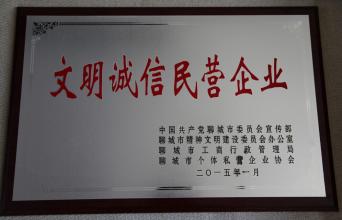 文明诚信民营企业
中国共产党聊城市委员会宣传部
聊城市精神文明建设委员会办公室
聊城市工商行政管理局
聊城市个体私营企业协会
二〇一五年一月